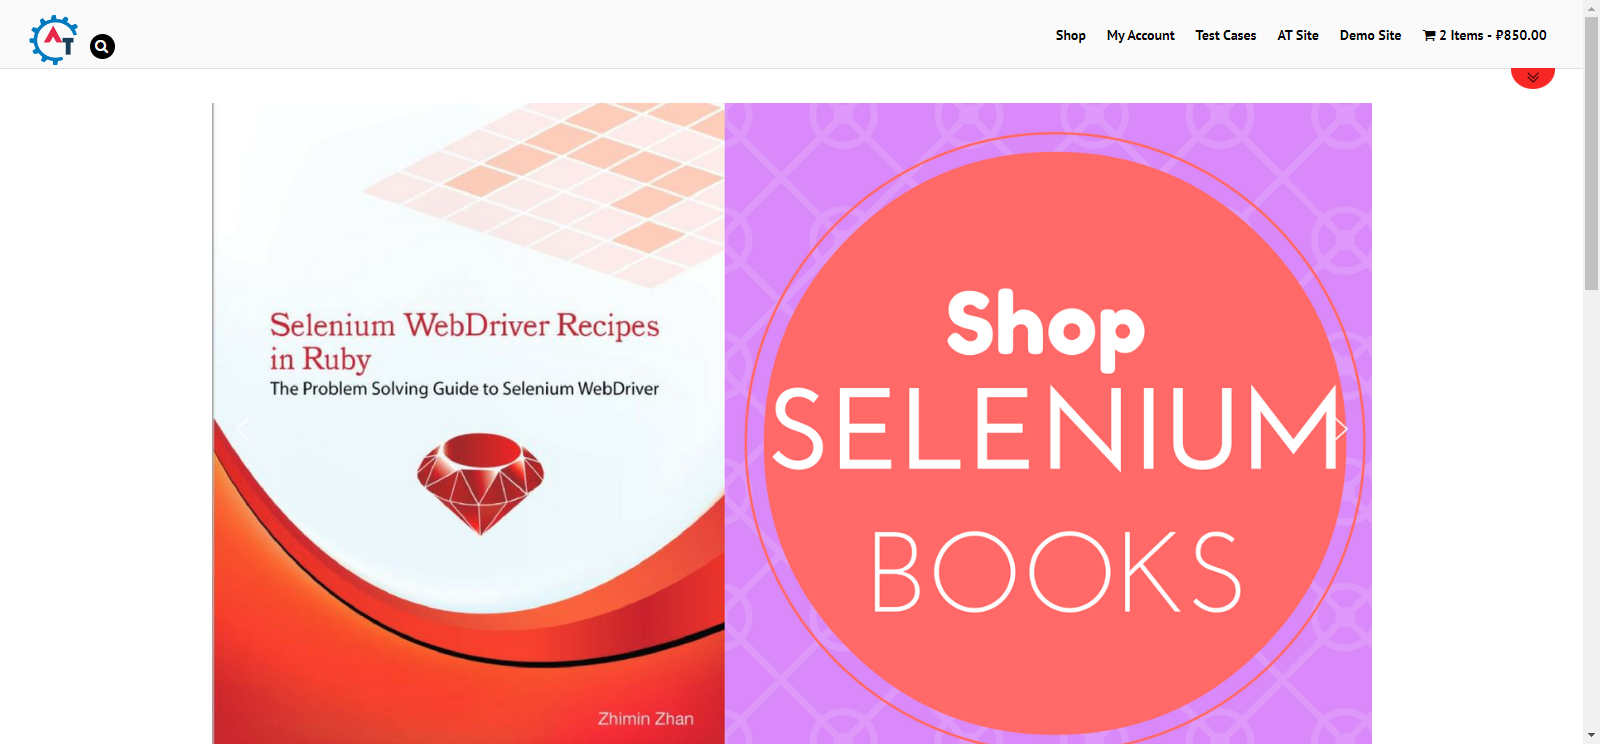 AT
Shop
My Account
Test Cases
AT Site
Demo Site
2 Items - ₽850.00
Selenium WebDriver Recipes
in Ruby
The Problem Solving Guide to Selenium WebDriver
Zhimin Zhan
Shop
SELENIUM
BOOKS